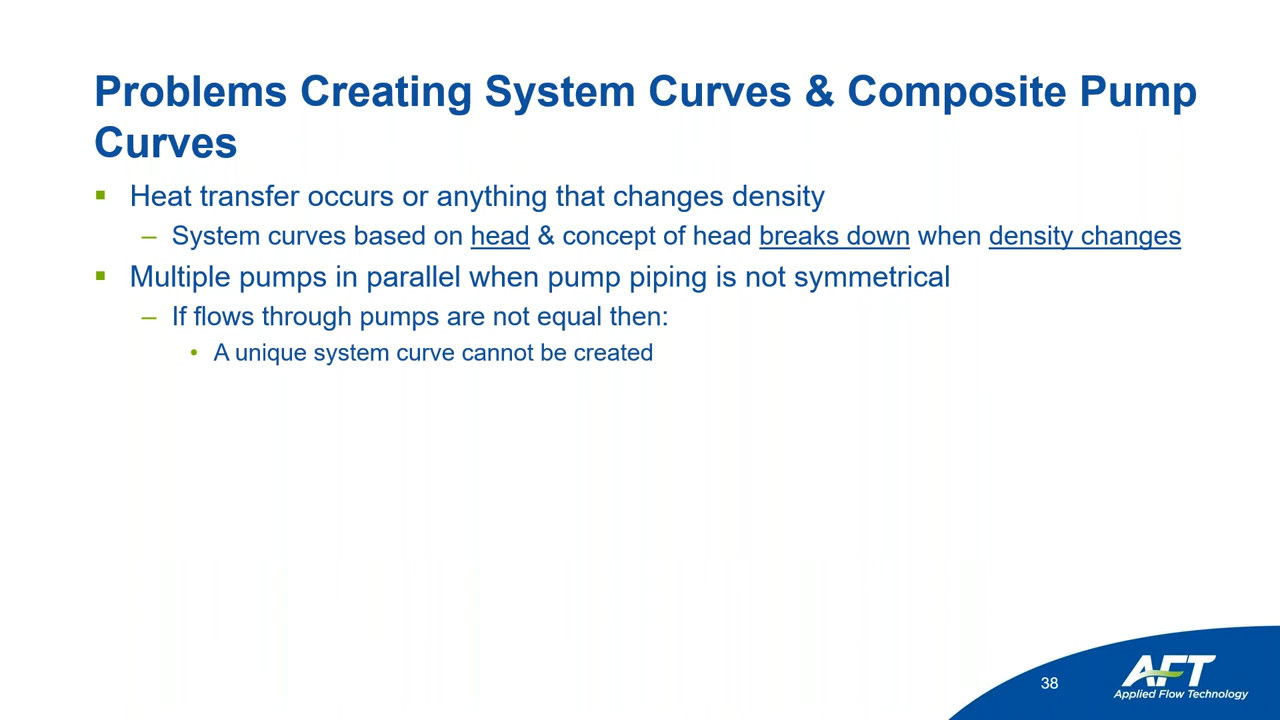 Problems Creating System Curves & Composite Pump
Curves
▪ Heat transfer occurs or anything that changes density
– System curves based on head & concept of head breaks down when density changes
▪ Multiple pumps in parallel when pump piping is not symmetrical
– If flows through pumps are not equal then:
• A unique system curve cannot be created
38
AFT
Applied Flow Technology